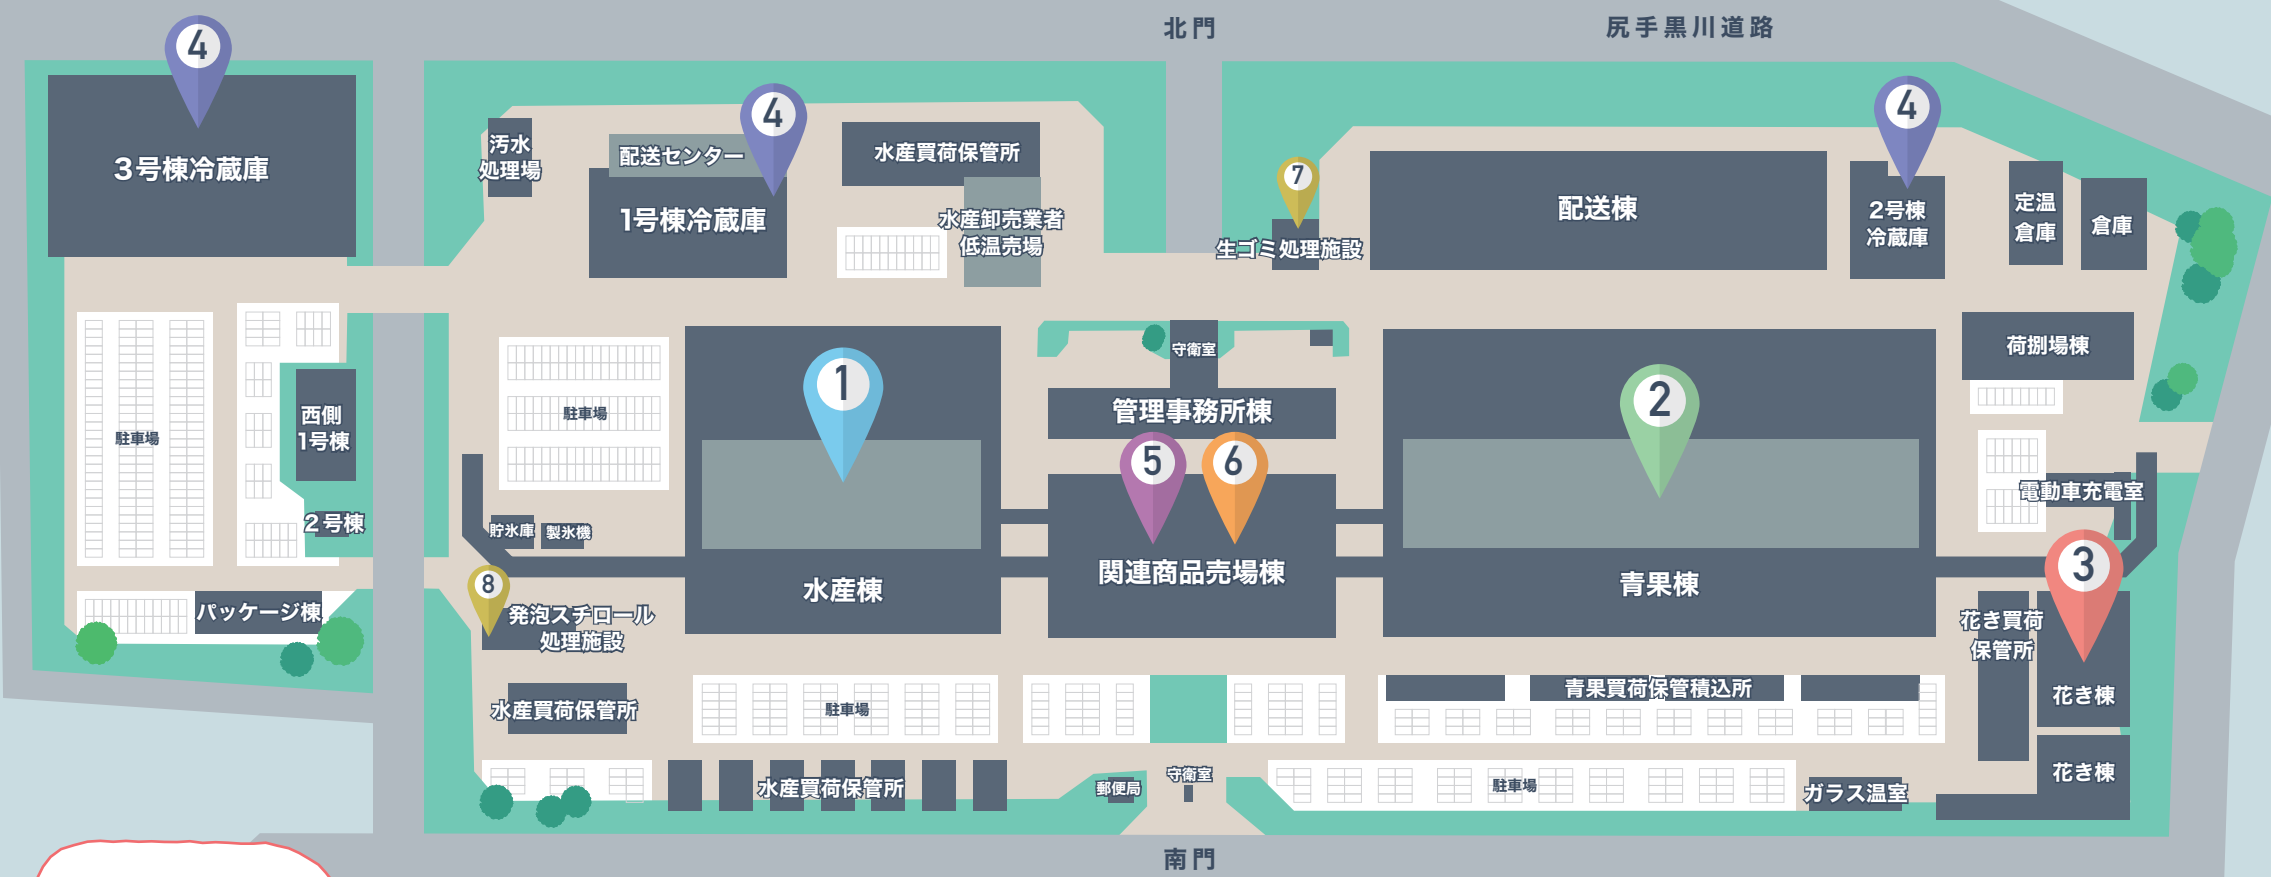 北門
尻手黒川道路
4
3号棟冷蔵庫
汚水
処理場
配送センター
4
1号棟冷蔵庫
水産買荷保管所
水産卸売業者
低温売場
7
生ゴミ処理施設
配送棟
4
2号棟
冷蔵庫
定温
倉庫
倉庫
荷捌場棟
駐車場
西側
1号棟
2号棟
パッケージ棟
駐車場
貯氷庫
製氷機
8
発泡スチロール
処理施設
水産買荷保管所
1
水産棟
守衛室
管理事務所棟
5
6
関連商品売場棟
2
青果棟
電動車充電室
3
花き買荷
保管所
花き棟
花き棟
駐車場
青果買荷保管積込所
水産買荷保管所
郵便局
守衛室
駐車場
ガラス温室
南門